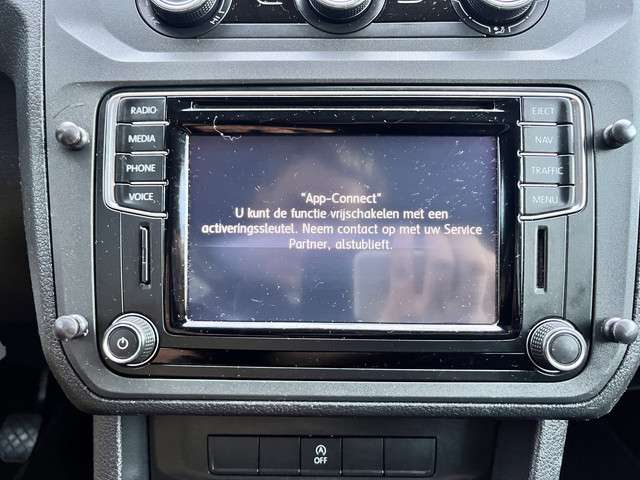 RADIO
MEDIA
PHONE
VOICE
EJECT
NAV
TRAFFIC
MENU
"App-Connect"
U kunt de functie vrijschakelen met een
activeringssleutel. Neem contact op met uw Service
Partner, alstublieft.
OFF